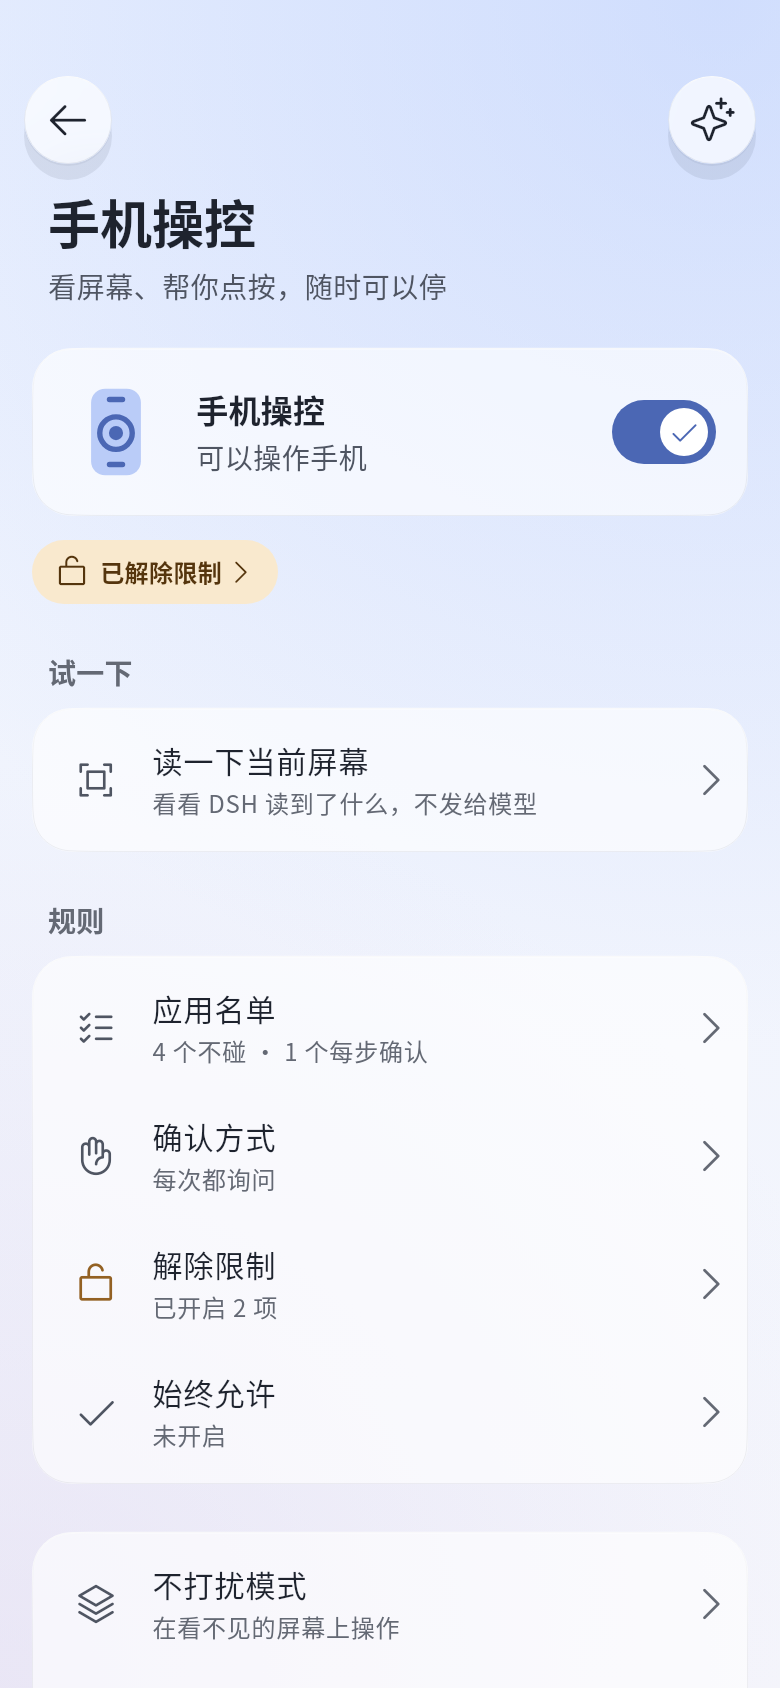 手机操控
看屏幕、帮你点按，随时可以停
手机操控
可以操作手机
已解除限制
试一下
读一下当前屏幕
看看 DSH 读到了什么，不发给模型
规则
应用名单
4 个不碰 · 1 个每步确认
确认方式
每次都询问
解除限制
已开启 2 项
始终允许
未开启
不打扰模式
在看不见的屏幕上操作